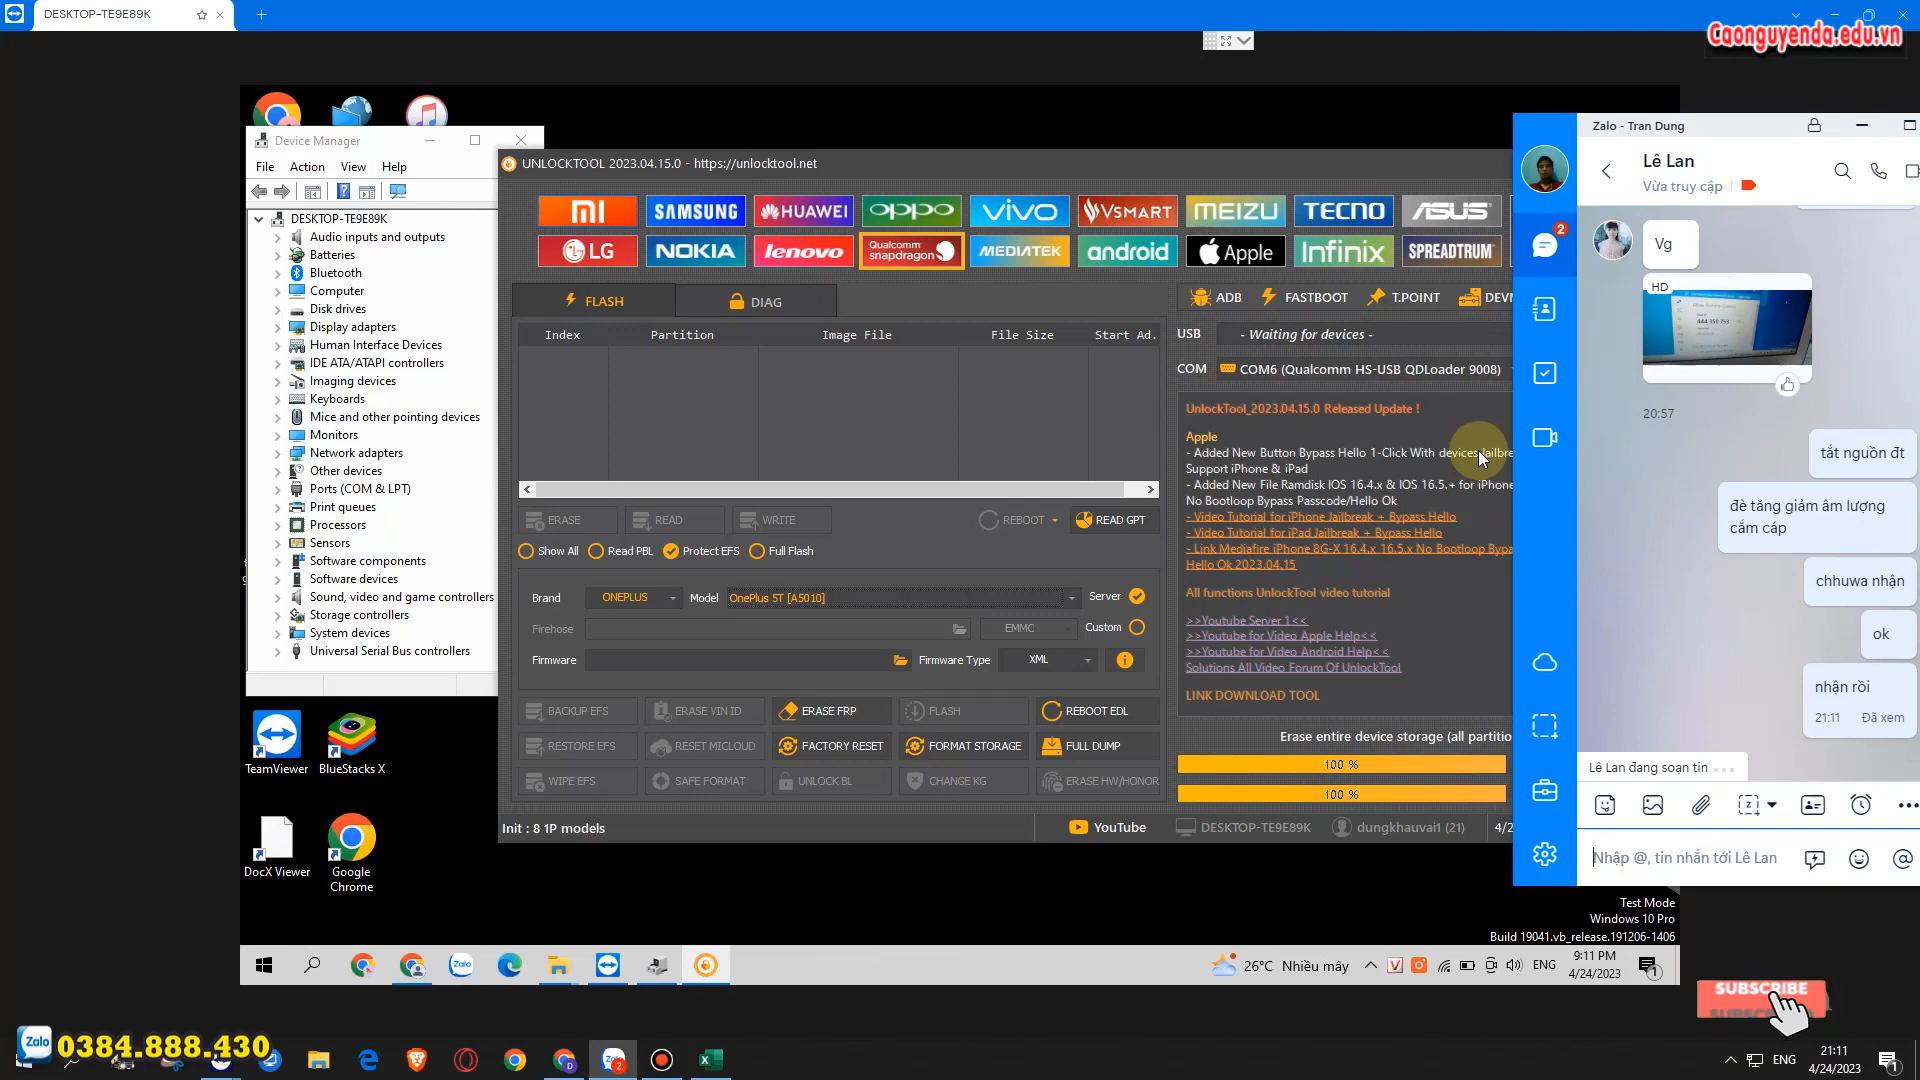 DESKTOP-TE9E89K
Caonguyenda.edu.vn
Device Manager
File Action View Help
DESKTOP-TE9E89K
Audio inputs and outputs
Batteries
Bluetooth
Computer
Disk drives
Display adapters
Human Interface Devices
IDE ATA/ATAPI controllers
Imaging devices
Keyboards
Mice and other pointing devices
Monitors
Network adapters
Other devices
Ports (COM & LPT)
Print queues
Processors
Sensors
Software components
Software devices
Sound, video and game controllers
Storage controllers
System devices
Universal Serial Bus controllers
TeamViewer
BlueStacks X
DocX Viewer
Google
Chrome
UNLOCKTOOL 2023.04.15.0 - https://unlocktool.net
SAMSUNG HUAWEI oppo vivo VSMART MEIZU TECNO ASUS
LG NOKIA lenovo Qualcomm snapdragon MEDIATEK android Apple Infinix SPREADTRUM
FLASH DIAG
Index Partition Image File File Size Start Ad.
ERASE READ WRITE REBOOT READ GPT
Show All Read PBL Protect EFS Full Flash
Brand ONEPLUS Model OnePlus 5T [A5010] Server
Firehose EMMC Custom
Firmware Firmware Type XML
BACKUP EFS ERASE VIN ID ERASE FRP FLASH REBOOT EDL
RESTORE EFS RESET MICLOUD FACTORY RESET FORMAT STORAGE FULL DUMP
WIPE EFS SAFE FORMAT UNLOCK BL CHANGE KG ERASE HW/HONOR
Init : 8 1P models
ADB FASTBOOT T.POINT
USB - Waiting for devices -
COM COM6 (Qualcomm HS-USB QDLoader 9008)
UnlockTool_2023.04.15.0 Released Update !
Apple
- Added New Button Bypass Hello 1-Click With devices Jailbre
Support iPhone & iPad
- Added New File Ramdisk IOS 16.4.x & IOS 16.5.+ for iPhone
No Bootloop Bypass Passcode/Hello Ok
- Video Tutorial for iPhone Jailbreak + Bypass Hello
- Video Tutorial for iPad Jailbreak + Bypass Hello
- Link Mediafire iPhone 8G-X 16.4.x 16.5.x No Bootloop Bypa
Hello Ok 2023.04.15
All functions UnlockTool video tutorial
>>Youtube Server 1<<
>>Youtube for Video Apple Help<<
>>Youtube for Video Android Help<<
Solutions All Video Forum Of UnlockTool
LINK DOWNLOAD TOOL
Erase entire device storage (all partitio
100 %
100 %
YouTube DESKTOP-TE9E89K dungkhauvai1 (21) 4/2
Zalo - Tran Dung
Lê Lan
Vừa truy cập
2
Vg
HD
20:57
tắt nguồn đt
đè tăng giảm âm lượng
cắm cáp
chhuwa nhận
ok
nhận rồi
21:11 Đã xem
Lê Lan đang soạn tin
Nhập @, tin nhắn tới Lê Lan
Test Mode
Windows 10 Pro
Build 19041.vb_release.191206-1406
Zalo
26°C Nhiều mây ENG 9:11 PM
4/24/2023
SUBSCRIBE
Zalo 0384.888.430
ENG 21:11
4/24/2023